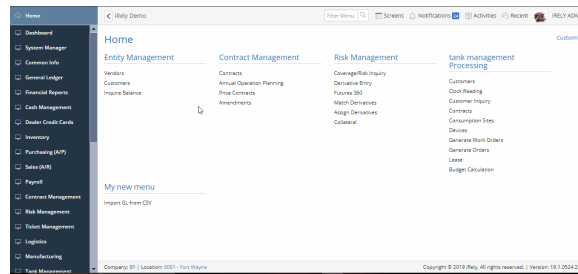 Home
Dashboard
System Manager
Common Info
General Ledger
Financial Reports
Cash Management
Dealer Credit Cards
Inventory
Purchasing (A/P)
Sales (A/R)
Payroll
Contract Management
Risk Management
Ticket Management
Logistics
Manufacturing
Tank Management
iRely Demo
Filter Menu
Screens
Notifications
Activities
Recent
IRELY ADM
Home
Custom
Entity Management
Vendors
Customers
Inquire Balance
Contract Management
Contracts
Annual Operation Planning
Price Contracts
Amendments
Risk Management
Coverage/Risk Inquiry
Derivative Entry
Futures 360
Match Derivatives
Assign Derivatives
Collateral
tank management
Processing
Customers
Clock Reading
Customer Inquiry
Contracts
Consumption Sites
Devices
Generate Work Orders
Generate Orders
Lease
Budget Calculation
My new menu
Import GL from CSV
Company: 01 | Location: 0001 - Fort Wayne
Copyright © 2019 iRely, All rights reserved. | Version: 19.1.0524.2